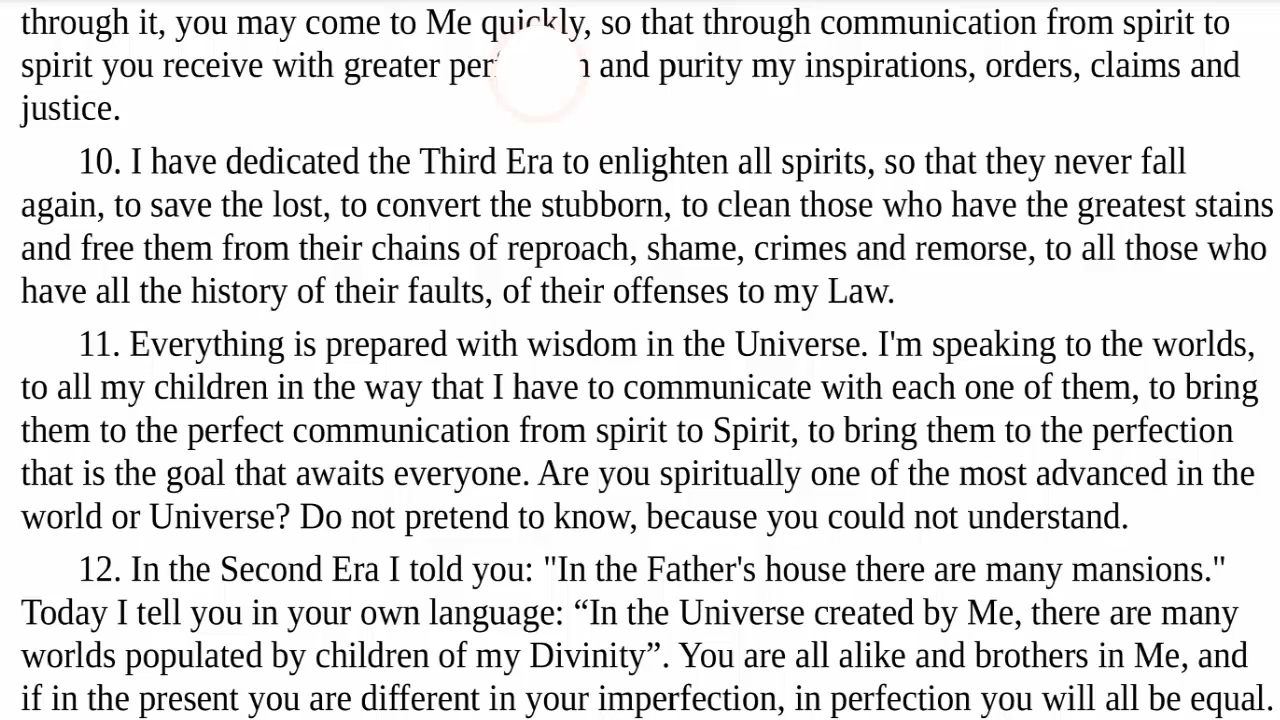 through it, you may come to Me quickly, so that through communication from spirit to
spirit you receive with greater and purity my inspirations, orders, claims and
justice.
10. I have dedicated the Third Era to enlighten all spirits, so that they never fall
again, to save the lost, to convert the stubborn, to clean those who have the greatest stains
and free them from their chains of reproach, shame, crimes and remorse, to all those who
have all the history of their faults, of their offenses to my Law.
11. Everything is prepared with wisdom in the Universe. I'm speaking to the worlds,
to all my children in the way that I have to communicate with each one of them, to bring
them to the perfect communication from spirit to Spirit, to bring them to the perfection
that is the goal that awaits everyone. Are you spiritually one of the most advanced in the
world or Universe? Do not pretend to know, because you could not understand.
12. In the Second Era I told you: "In the Father's house there are many mansions."
Today I tell you in your own language: “In the Universe created by Me, there are many
worlds populated by children of my Divinity”. You are all alike and brothers in Me, and
if in the present you are different in your imperfection, in perfection you will all be equal.